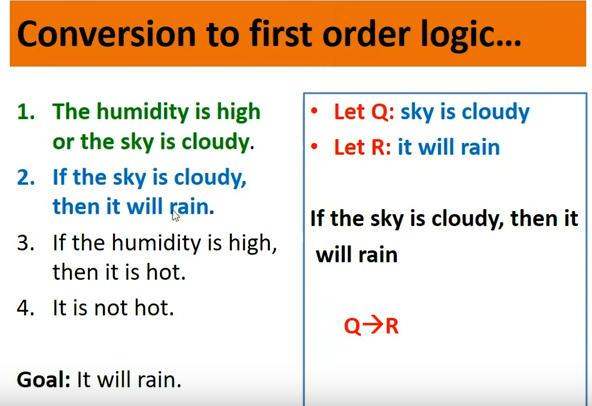 Conversion to first order logic...
1. The humidity is high
or the sky is cloudy.
2. If the sky is cloudy,
then it will rain.
3. If the humidity is high,
then it is hot.
4. It is not hot.
Goal: It will rain.
• Let Q: sky is cloudy
• Let R: it will rain
If the sky is cloudy, then it
will rain
Q→R